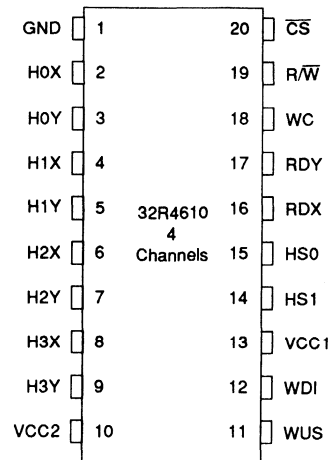 GND 1 20 C̅S̅
H0X 2 19 R/W̅
H0Y 3 18 WC
H1X 4 17 RDY
H1Y 5 16 RDX
32R4610
4
Channels
H2X 6 15 HS0
H2Y 7 14 HS1
H3X 8 13 VCC1
H3Y 9 12 WDI
VCC2 10 11 WUS